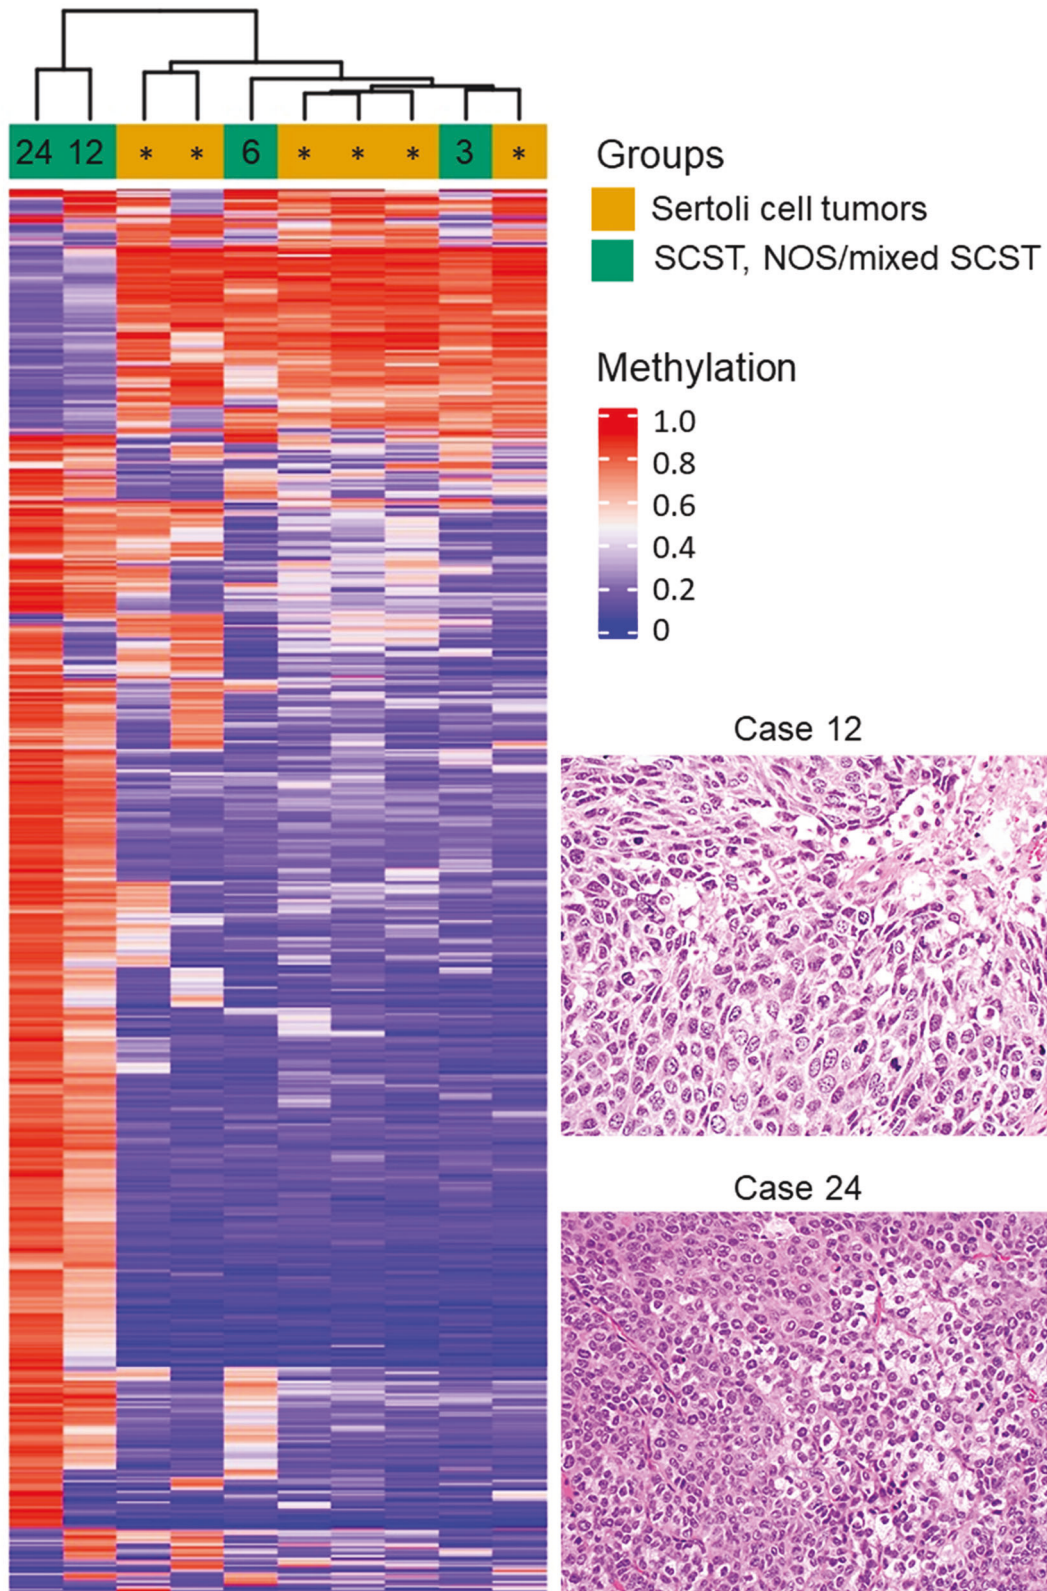 24 12 * * 6 * * * 3 *
Groups
Sertoli cell tumors
SCST, NOS/mixed SCST
Methylation
1.0
0.8
0.6
0.4
0.2
0
Case 12
Case 24